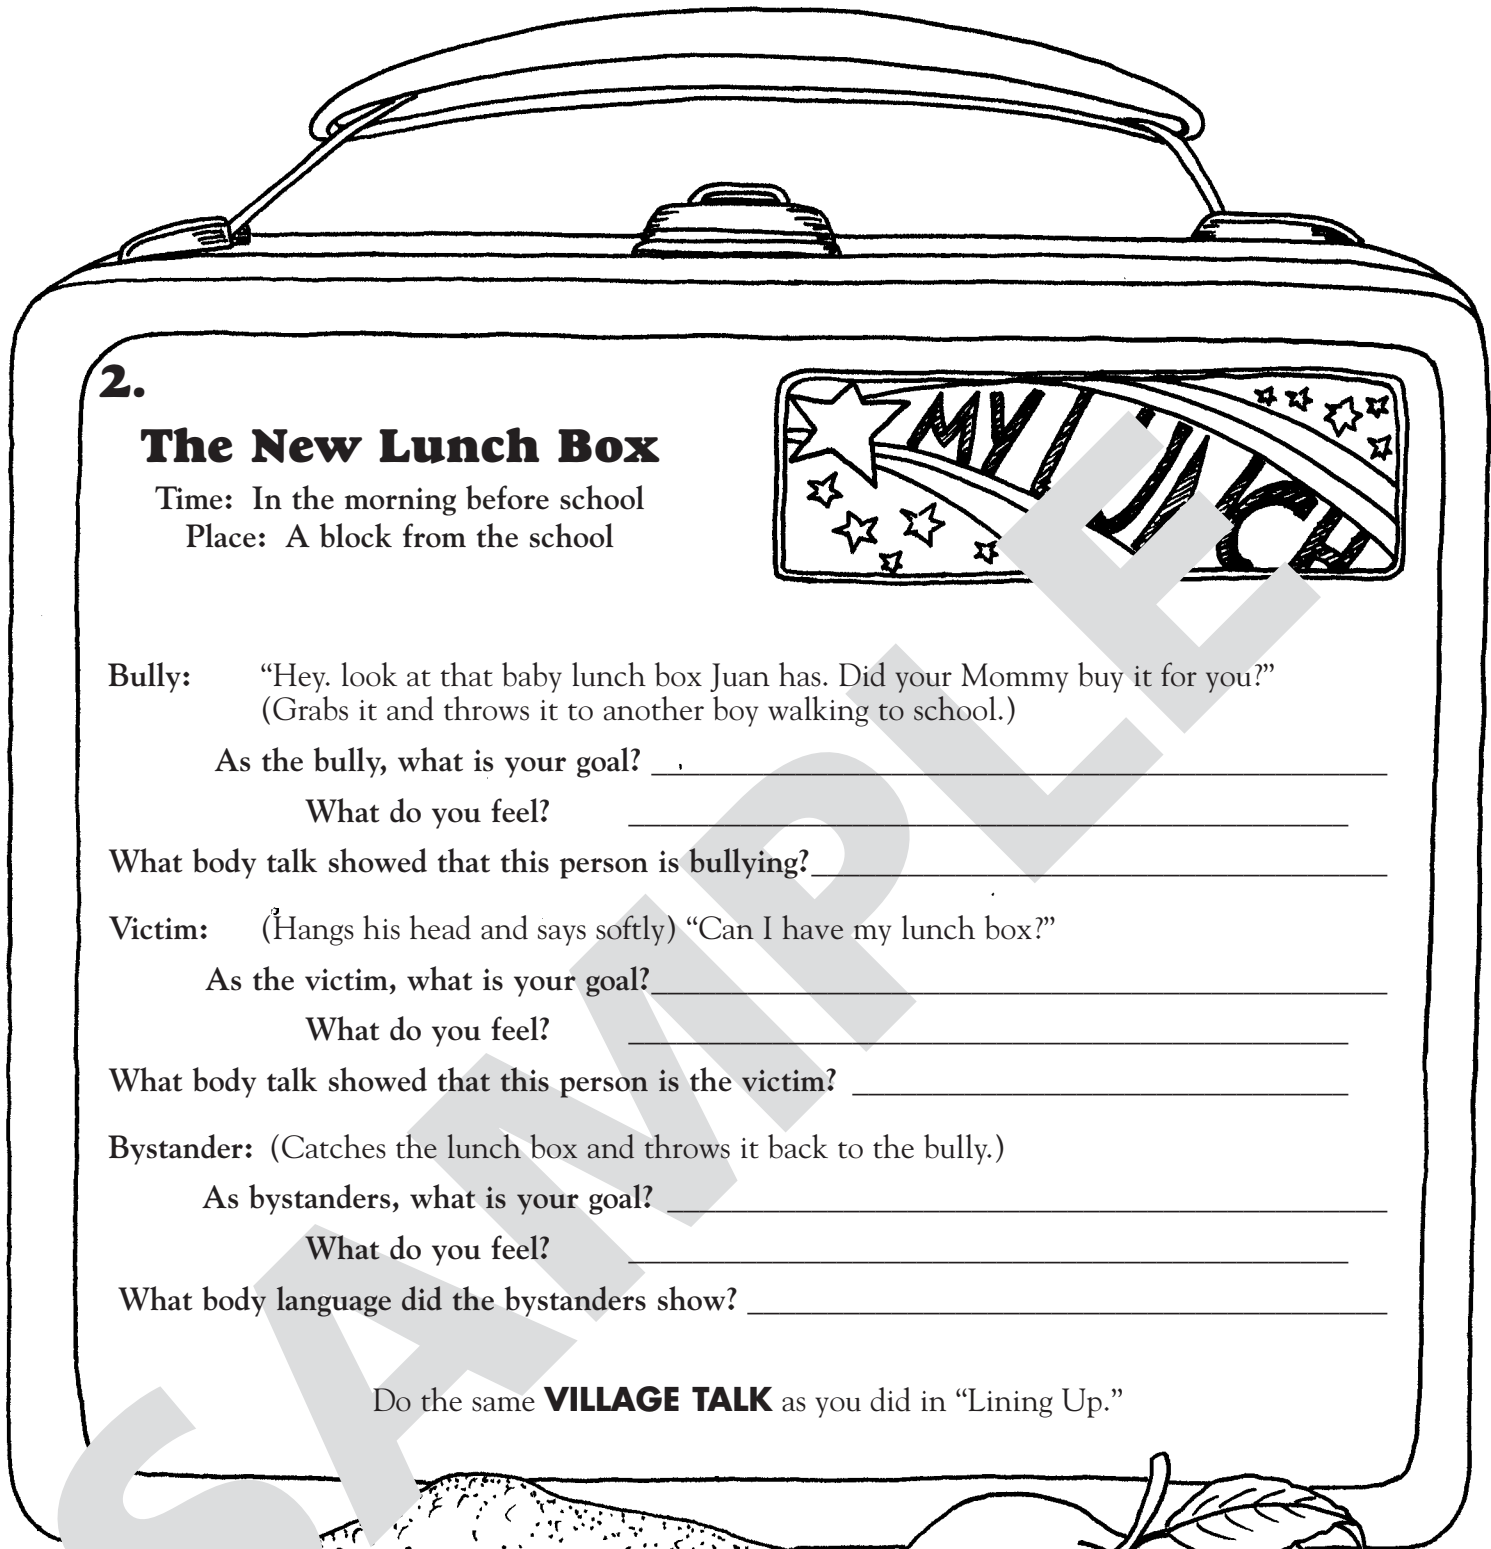 2.
The New Lunch Box
Time: In the morning before school
Place: A block from the school
MY LUNCH
Bully: “Hey. look at that baby lunch box Juan has. Did your Mommy buy it for you?”
(Grabs it and throws it to another boy walking to school.)
As the bully, what is your goal?
What do you feel?
What body talk showed that this person is bullying?
Victim: (Hangs his head and says softly) “Can I have my lunch box?”
As the victim, what is your goal?
What do you feel?
What body talk showed that this person is the victim?
Bystander: (Catches the lunch box and throws it back to the bully.)
As bystanders, what is your goal?
What do you feel?
What body language did the bystanders show?
Do the same VILLAGE TALK as you did in “Lining Up.”
SAMPLE